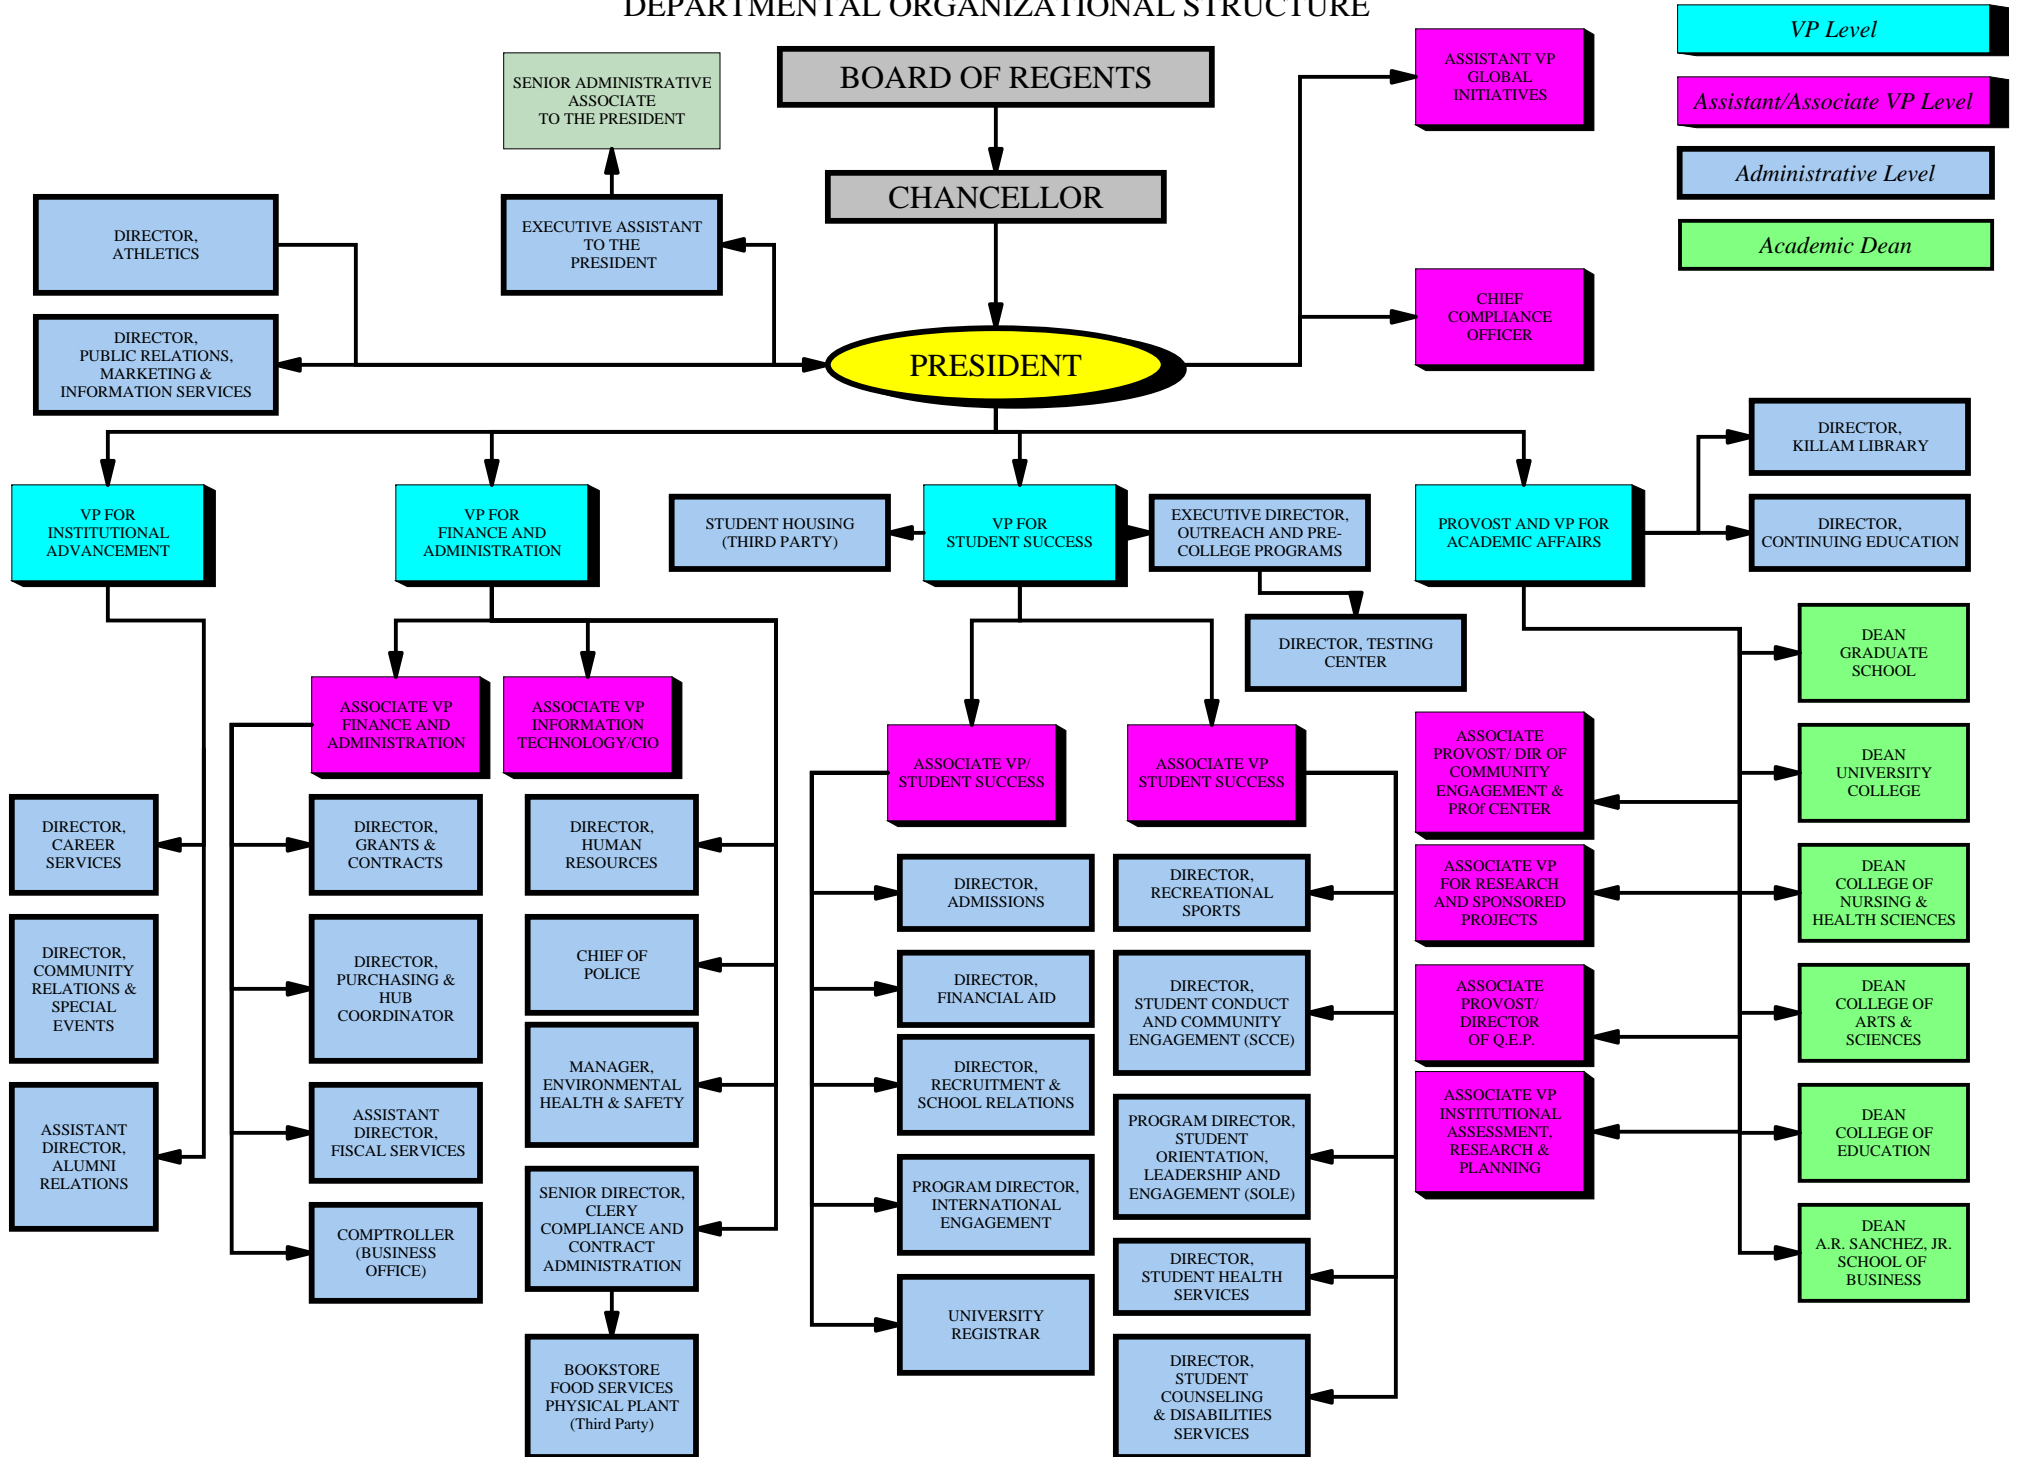 DEPARTMENTAL ORGANIZATIONAL STRUCTURE
BOARD OF REGENTS
CHANCELLOR
PRESIDENT
SENIOR ADMINISTRATIVE
ASSOCIATE
TO THE PRESIDENT
EXECUTIVE ASSISTANT
TO THE
PRESIDENT
DIRECTOR,
ATHLETICS
DIRECTOR,
PUBLIC RELATIONS,
MARKETING &
INFORMATION SERVICES
ASSISTANT VP
GLOBAL
INITIATIVES
CHIEF
COMPLIANCE
OFFICER
VP Level
Assistant/Associate VP Level
Administrative Level
Academic Dean
VP FOR
INSTITUTIONAL
ADVANCEMENT
DIRECTOR,
CAREER
SERVICES
DIRECTOR,
COMMUNITY
RELATIONS &
SPECIAL
EVENTS
ASSISTANT
DIRECTOR,
ALUMNI
RELATIONS
VP FOR
FINANCE AND
ADMINISTRATION
ASSOCIATE VP
FINANCE AND
ADMINISTRATION
DIRECTOR,
GRANTS &
CONTRACTS
DIRECTOR,
PURCHASING &
HUB
COORDINATOR
ASSISTANT
DIRECTOR,
FISCAL SERVICES
COMPTROLLER
(BUSINESS
OFFICE)
ASSOCIATE VP
INFORMATION
TECHNOLOGY/CIO
DIRECTOR,
HUMAN
RESOURCES
CHIEF OF
POLICE
MANAGER,
ENVIRONMENTAL
HEALTH & SAFETY
SENIOR DIRECTOR,
CLERY
COMPLIANCE AND
CONTRACT
ADMINISTRATION
BOOKSTORE
FOOD SERVICES
PHYSICAL PLANT
(Third Party)
STUDENT HOUSING
(THIRD PARTY)
VP FOR
STUDENT SUCCESS
EXECUTIVE DIRECTOR,
OUTREACH AND PRE-
COLLEGE PROGRAMS
DIRECTOR, TESTING
CENTER
ASSOCIATE VP/
STUDENT SUCCESS
DIRECTOR,
ADMISSIONS
DIRECTOR,
FINANCIAL AID
DIRECTOR,
RECRUITMENT &
SCHOOL RELATIONS
PROGRAM DIRECTOR,
INTERNATIONAL
ENGAGEMENT
UNIVERSITY
REGISTRAR
ASSOCIATE VP
STUDENT SUCCESS
DIRECTOR,
RECREATIONAL
SPORTS
DIRECTOR,
STUDENT CONDUCT
AND COMMUNITY
ENGAGEMENT (SCCE)
PROGRAM DIRECTOR,
STUDENT
ORIENTATION,
LEADERSHIP AND
ENGAGEMENT (SOLE)
DIRECTOR,
STUDENT HEALTH
SERVICES
DIRECTOR,
STUDENT
COUNSELING
& DISABILITIES
SERVICES
PROVOST AND VP FOR
ACADEMIC AFFAIRS
DIRECTOR,
KILLAM LIBRARY
DIRECTOR,
CONTINUING EDUCATION
ASSOCIATE
PROVOST/ DIR OF
COMMUNITY
ENGAGEMENT &
PROf CENTER
ASSOCIATE VP
FOR RESEARCH
AND SPONSORED
PROJECTS
ASSOCIATE
PROVOST/
DIRECTOR
OF Q.E.P.
ASSOCIATE VP
INSTITUTIONAL
ASSESSMENT,
RESEARCH &
PLANNING
DEAN
GRADUATE
SCHOOL
DEAN
UNIVERSITY
COLLEGE
DEAN
COLLEGE OF
NURSING &
HEALTH SCIENCES
DEAN
COLLEGE OF
ARTS &
SCIENCES
DEAN
COLLEGE OF
EDUCATION
DEAN
A.R. SANCHEZ, JR.
SCHOOL OF
BUSINESS